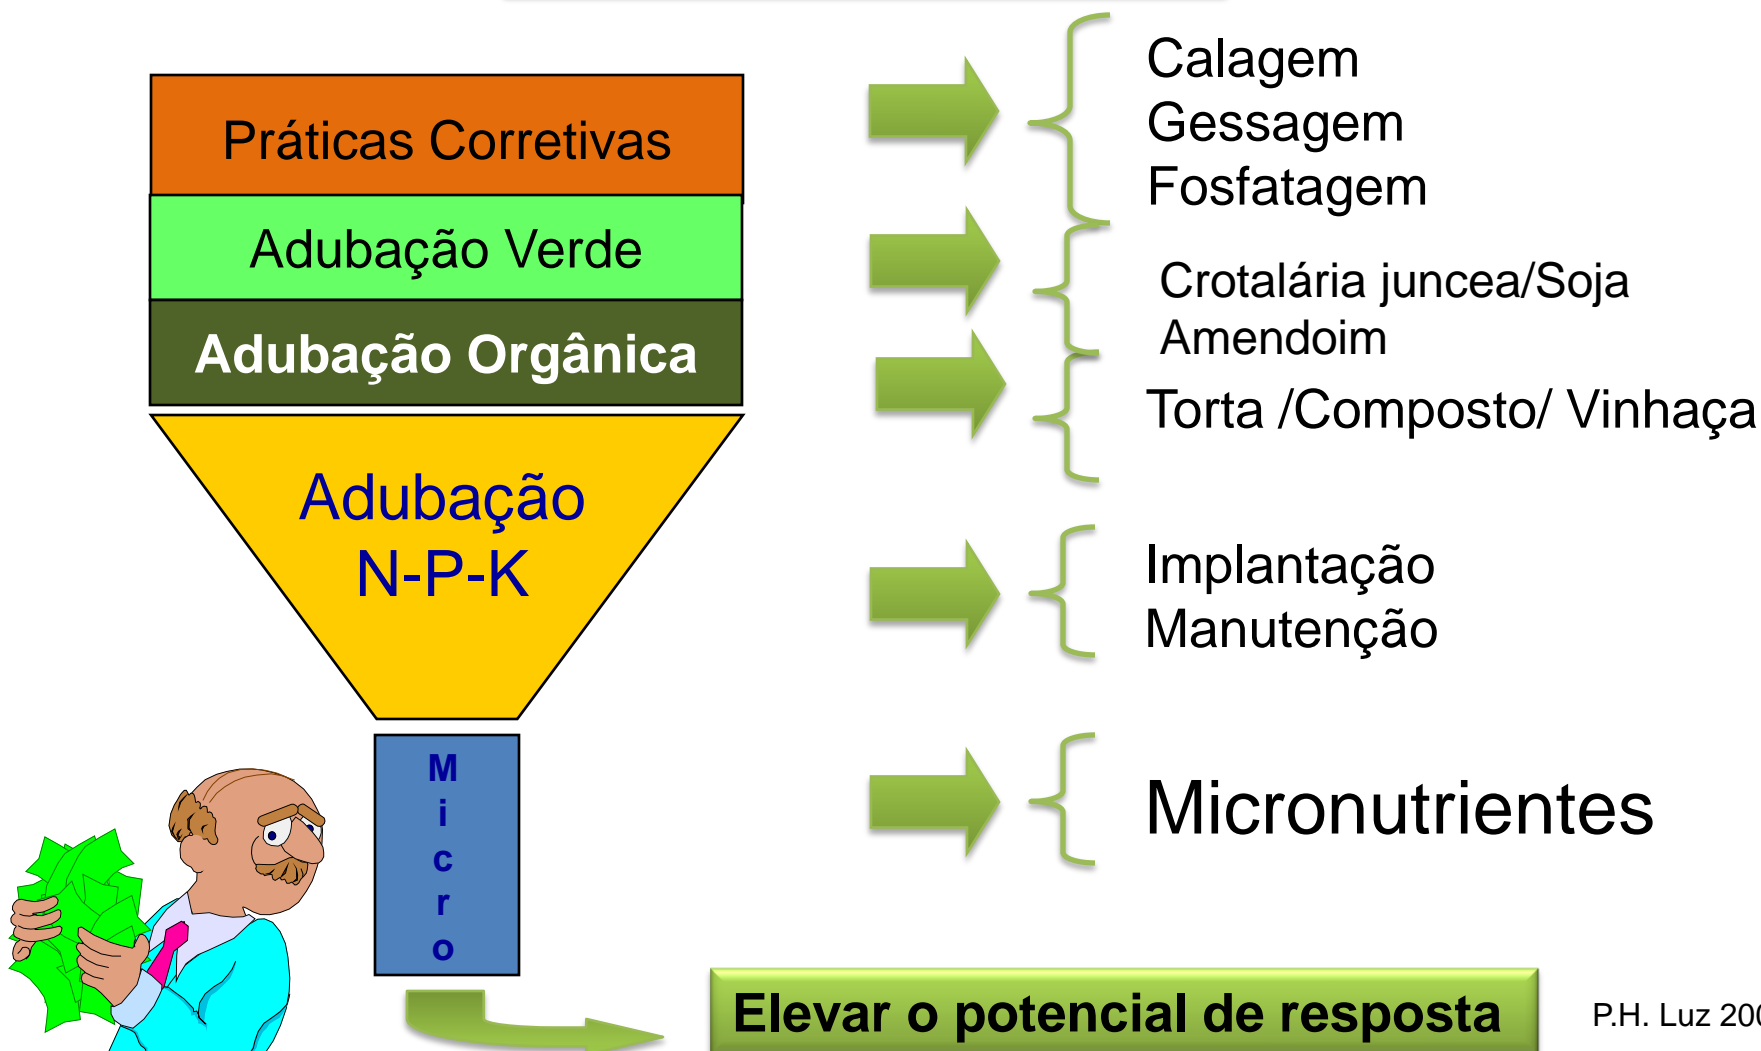 Práticas Corretivas
Adubação Verde
Adubação Orgânica
Adubação
N-P-K
M
i
c
r
o
Calagem
Gessagem
Fosfatagem
Crotalária juncea/Soja
Amendoim
Torta /Composto/ Vinhaça
Implantação
Manutenção
Micronutrientes
Elevar o potencial de resposta
P.H. Luz